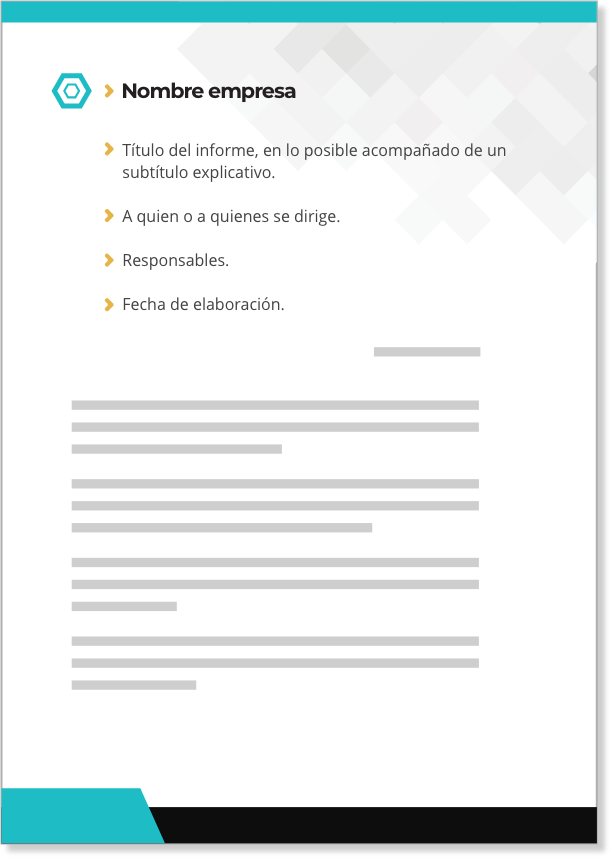 Nombre empresa
Título del informe, en lo posible acompañado de un
subtítulo explicativo.
A quien o a quienes se dirige.
Responsables.
Fecha de elaboración.